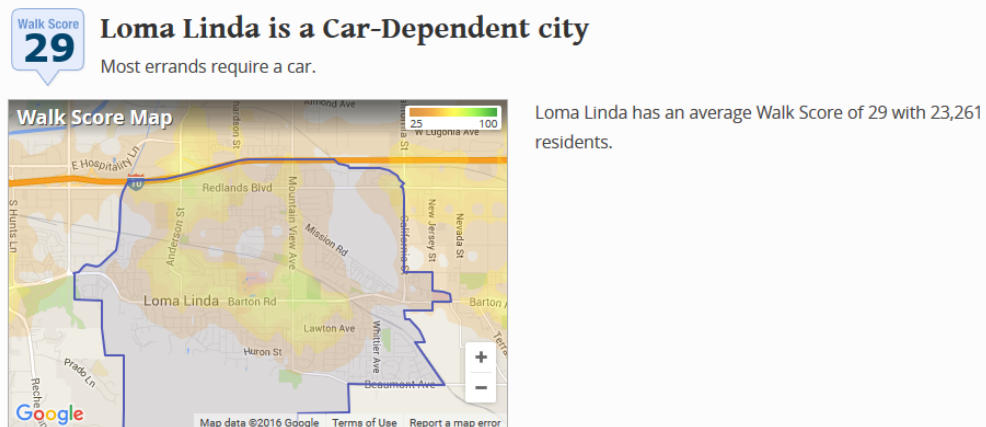 Walk Score
29
Loma Linda is a Car-Dependent city
Most errands require a car.
Walk Score Map
25
100
Almond Ave
W Lugonia Ave
E Hospitality Ln
10
Redlands Blvd
S Hunts Ln
Anderson St
Mountain View Ave
Mission Rd
California St
New Jersey St
Nevada St
Loma Linda
Barton Rd
Barton
Lawton Ave
Huron St
Whittier Ave
Prado Ln
Beaumont Ave
+
−
Google
Map data ©2016 Google
Terms of Use
Report a map error
Loma Linda has an average Walk Score of 29 with 23,261
residents.